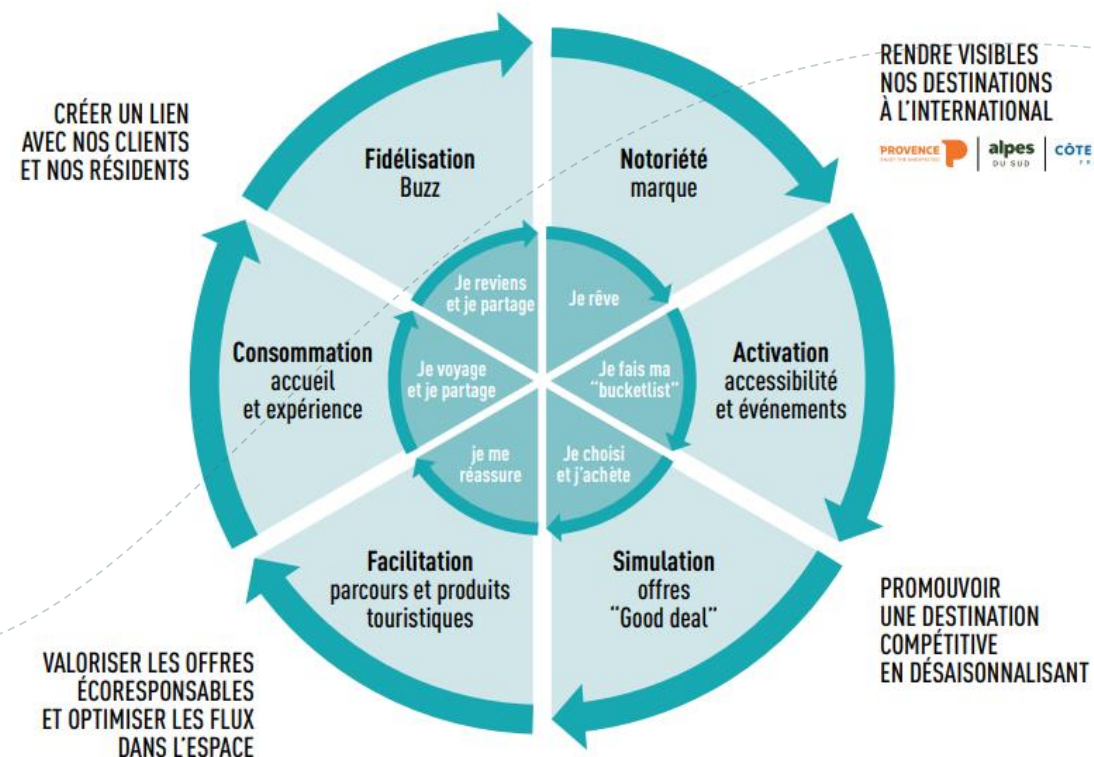 RENDRE VISIBLES
NOS DESTINATIONS
À L'INTERNATIONAL
PROVENCE
ENJOY THE UNEXPECTED
alpes
DU SUD
CÔTE
CRÉER UN LIEN
AVEC NOS CLIENTS
ET NOS RÉSIDENTS
Fidélisation
Buzz
Notoriété
marque
Je reviens
et je partage
Je rêve
Consommation
accueil
et expérience
Je voyage
et je partage
Je fais ma
“bucketlist”
Activation
accessibilité
et événements
je me
réassure
Je choisi
et j'achète
Facilitation
parcours et produits
touristiques
Simulation
offres
“Good deal”
VALORISER LES OFFRES
ÉCORESPONSABLES
ET OPTIMISER LES FLUX
DANS L'ESPACE
PROMOUVOIR
UNE DESTINATION
COMPÉTITIVE
EN DÉSAISONNALISANT